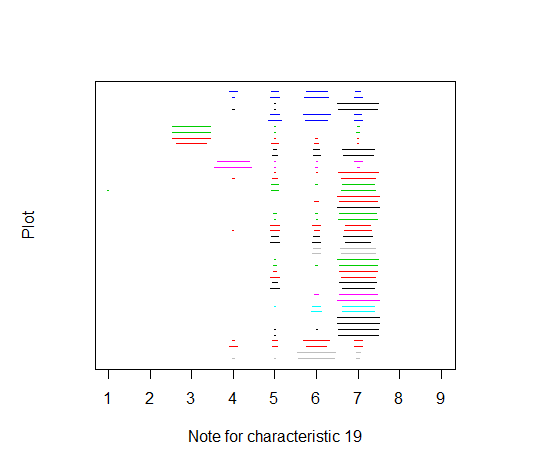 Plot
1 2 3 4 5 6 7 8 9
Note for characteristic 19